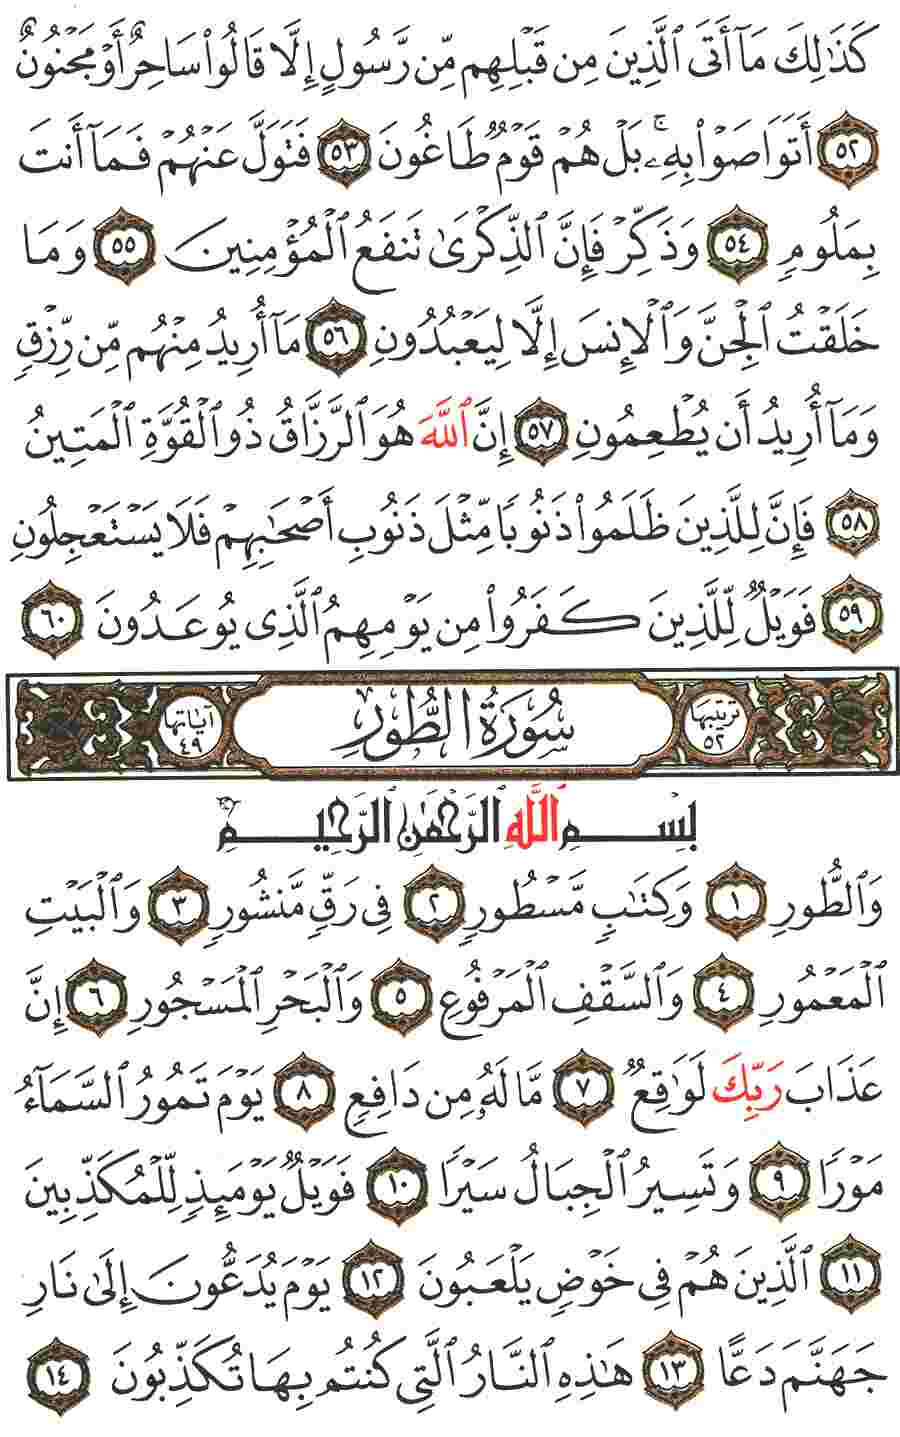 كَذَٰلِكَ مَآ أَتَى ٱلَّذِينَ مِن قَبْلِهِم مِّن رَّسُولٍ إِلَّا قَالُوا۟ سَاحِرٌ أَوْ مَجْنُونٌ
٥٢ أَتَوَاصَوْا۟ بِهِۦ ۚ بَلْ هُمْ قَوْمٌ طَاغُونَ ٥٣ فَتَوَلَّ عَنْهُمْ فَمَآ أَنتَ
بِمَلُومٍ ٥٤ وَذَكِّرْ فَإِنَّ ٱلذِّكْرَىٰ تَنفَعُ ٱلْمُؤْمِنِينَ ٥٥ وَمَا
خَلَقْتُ ٱلْجِنَّ وَٱلْإِنسَ إِلَّا لِيَعْبُدُونِ ٥٦ مَآ أُرِيدُ مِنْهُم مِّن رِّزْقٍ
وَمَآ أُرِيدُ أَن يُطْعِمُونِ ٥٧ إِنَّ ٱللَّهَ هُوَ ٱلرَّزَّاقُ ذُو ٱلْقُوَّةِ ٱلْمَتِينُ
٥٨ فَإِنَّ لِلَّذِينَ ظَلَمُوا۟ ذَنُوبًا مِّثْلَ ذَنُوبِ أَصْحَٰبِهِمْ فَلَا يَسْتَعْجِلُونِ
٥٩ فَوَيْلٌ لِّلَّذِينَ كَفَرُوا۟ مِن يَوْمِهِمُ ٱلَّذِى يُوعَدُونَ ٦٠
ترتيبها ٥٢ سُورَةُ الطُّورِ آياتها ٤٩
بِسْمِ ٱللَّهِ ٱلرَّحْمَٰنِ ٱلرَّحِيمِ
وَٱلطُّورِ ١ وَكِتَٰبٍ مَّسْطُورٍ ٢ فِى رَقٍّ مَّنشُورٍ ٣ وَٱلْبَيْتِ
ٱلْمَعْمُورِ ٤ وَٱلسَّقْفِ ٱلْمَرْفُوعِ ٥ وَٱلْبَحْرِ ٱلْمَسْجُورِ ٦ إِنَّ
عَذَابَ رَبِّكَ لَوَٰقِعٌ ٧ مَّا لَهُۥ مِن دَافِعٍ ٨ يَوْمَ تَمُورُ ٱلسَّمَآءُ
مَوْرًا ٩ وَتَسِيرُ ٱلْجِبَالُ سَيْرًا ١٠ فَوَيْلٌ يَوْمَئِذٍ لِّلْمُكَذِّبِينَ
١١ ٱلَّذِينَ هُمْ فِى خَوْضٍ يَلْعَبُونَ ١٢ يَوْمَ يُدَعُّونَ إِلَىٰ نَارِ
جَهَنَّمَ دَعًّا ١٣ هَٰذِهِ ٱلنَّارُ ٱلَّتِى كُنتُم بِهَا تُكَذِّبُونَ ١٤